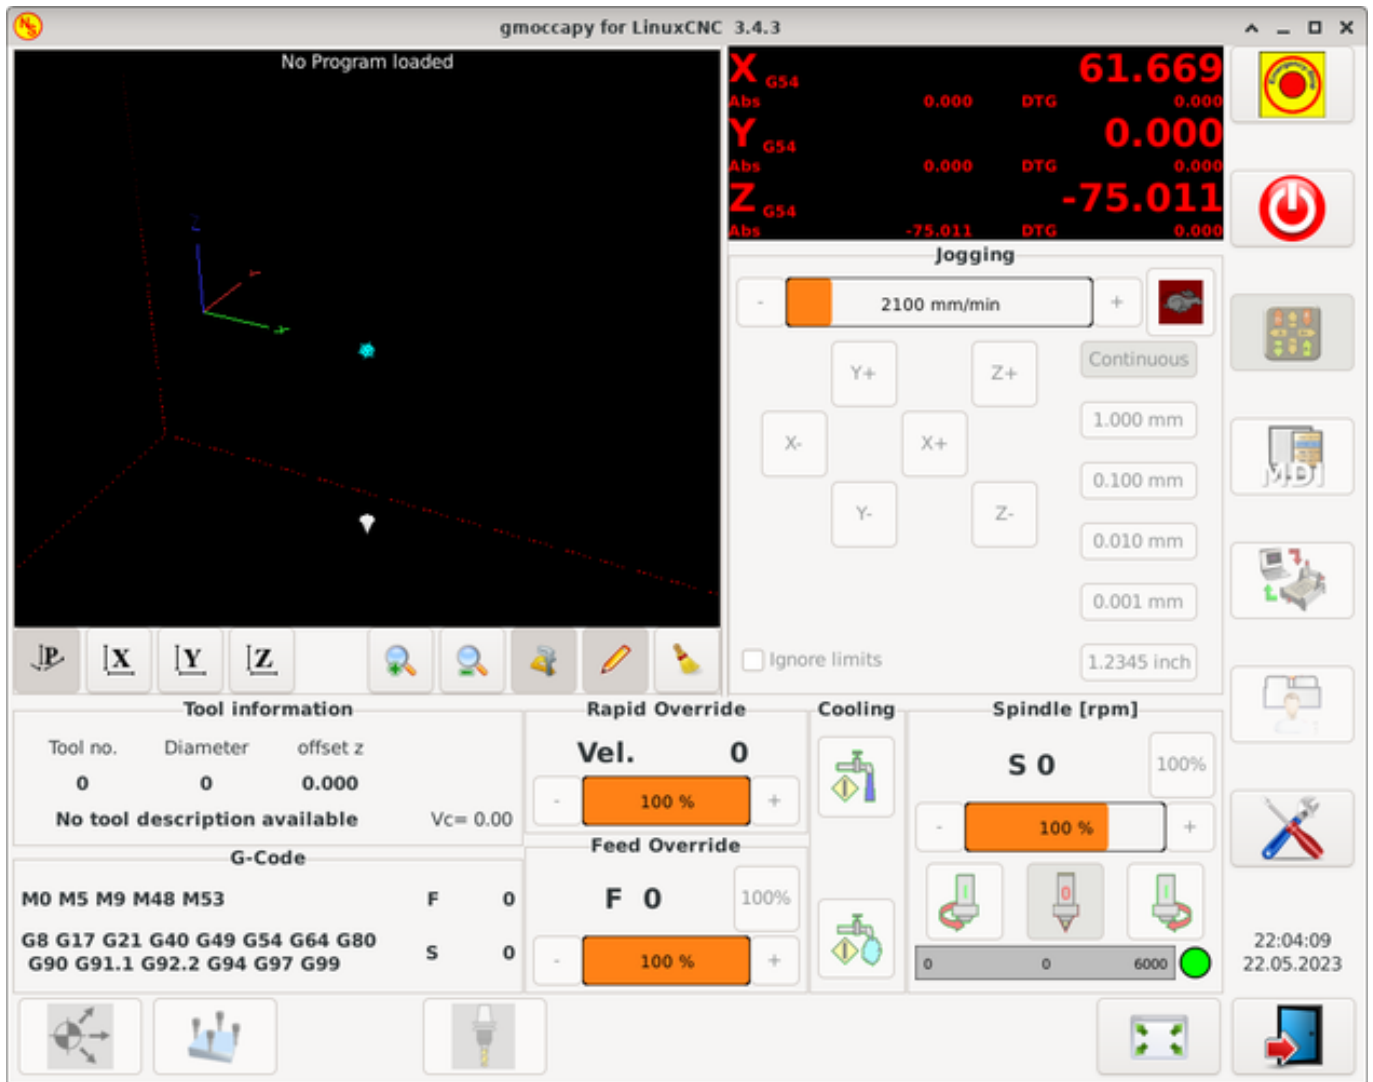 gmoccapy for LinuxCNC 3.4.3
No Program loaded
X G54 61.669
Abs 0.000 DTG 0.000
Y G54 0.000
Abs 0.000 DTG 0.000
Z G54 -75.011
Abs -75.011 DTG 0.000
Emergency Stop
Z
Y
X
Jogging
- 2100 mm/min +
Y+ Z+ Continuous
1.000 mm
X- X+
0.100 mm
Y- Z-
0.010 mm
0.001 mm
Ignore limits 1.2345 inch
MDI
P X Y Z
Tool information
Tool no. Diameter offset z
0 0 0.000
No tool description available Vc= 0.00
G-Code
M0 M5 M9 M48 M53 F 0
G8 G17 G21 G40 G49 G54 G64 G80
G90 G91.1 G92.2 G94 G97 G99
S 0
Rapid Override
Vel. 0
- 100 % +
Feed Override
F 0 100%
- 100 % +
Cooling
Spindle [rpm]
S 0 100%
- 100 % +
I 0 I
0 0 6000
22:04:09
22.05.2023